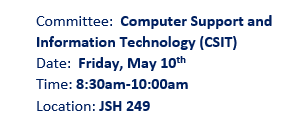 Committee: Computer Support and
Information Technology (CSIT)
Date: Friday, May 10th
Time: 8:30am-10:00am
Location: JSH 249